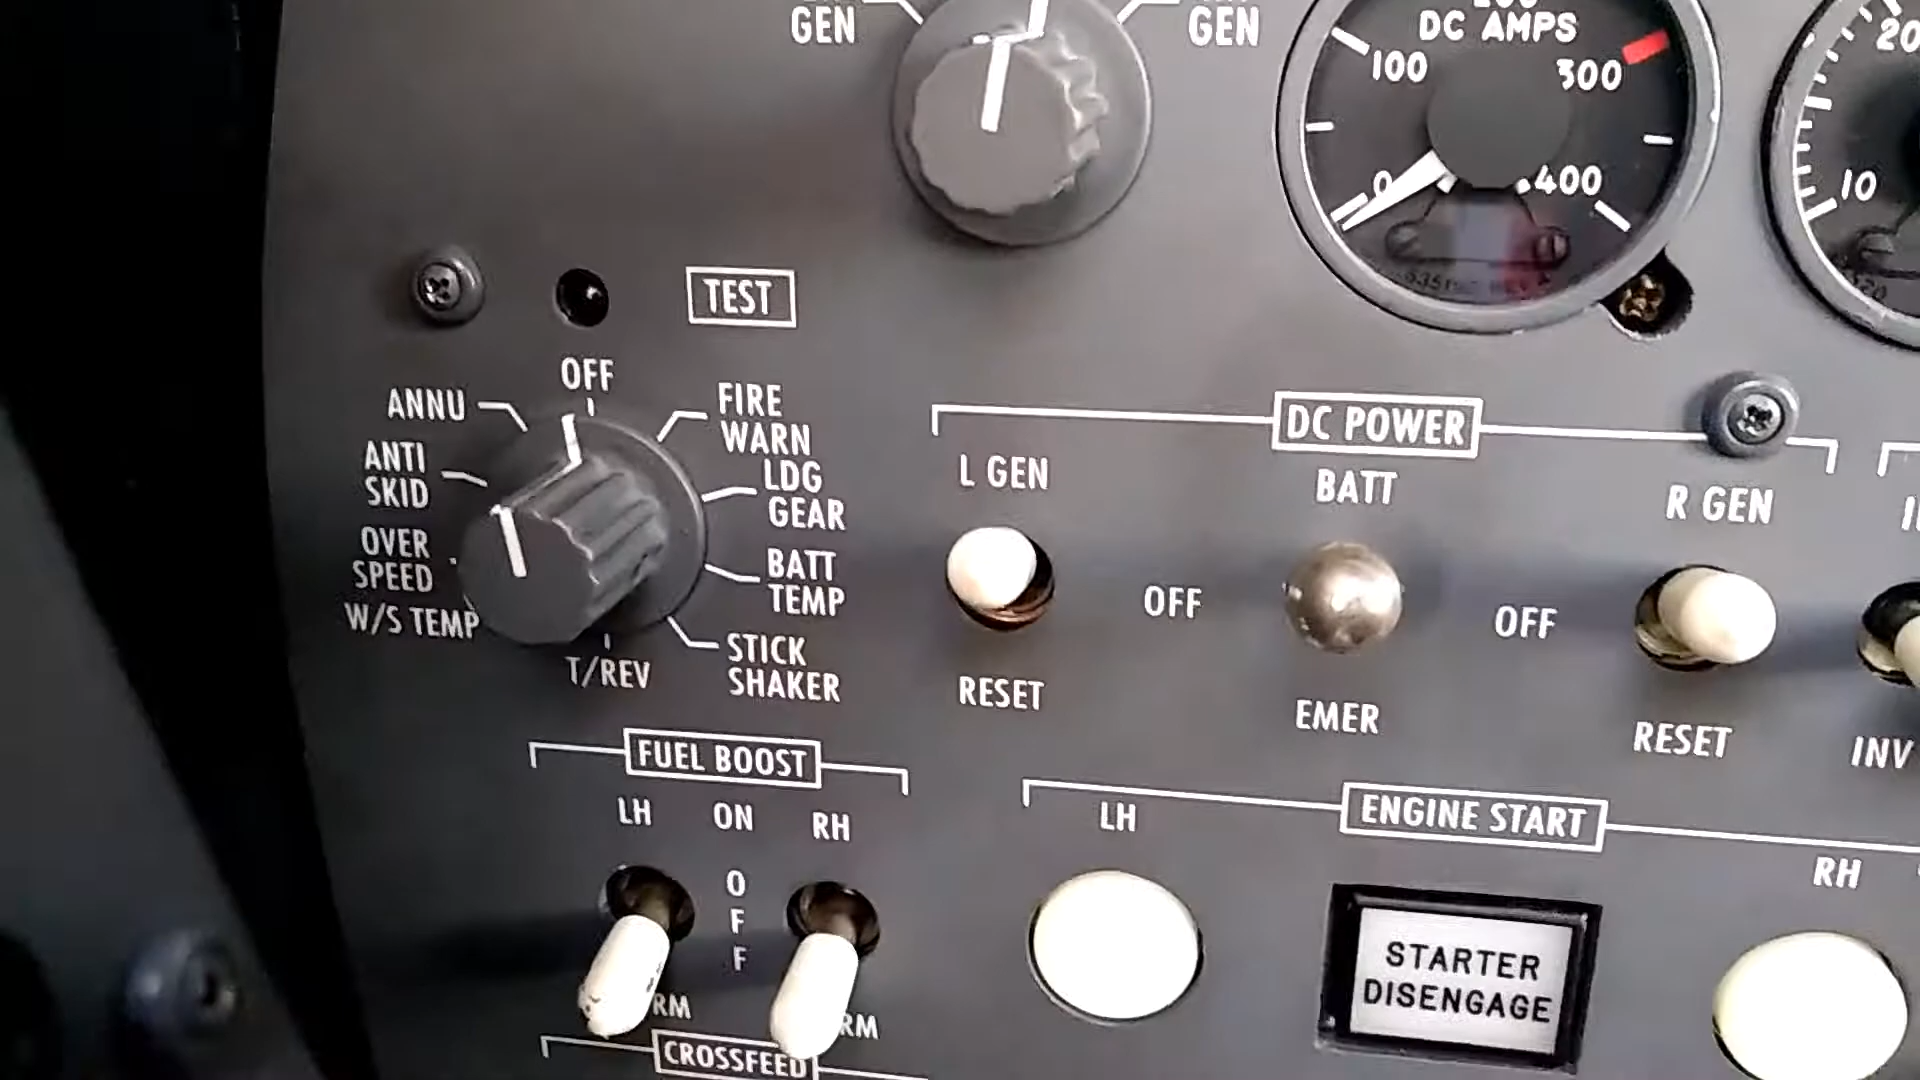 GEN
GEN
DC AMPS
100
300
0
400
20
10
TEST
OFF
ANNU
FIRE
WARN
ANTI
SKID
LDG
GEAR
OVER
SPEED
BATT
TEMP
W/S TEMP
STICK
SHAKER
T/REV
DC POWER
L GEN
BATT
R GEN
OFF
OFF
RESET
EMER
RESET
INV
FUEL BOOST
LH
ON
RH
OFF
RM
RM
CROSSFEED
ENGINE START
LH
RH
STARTER
DISENGAGE